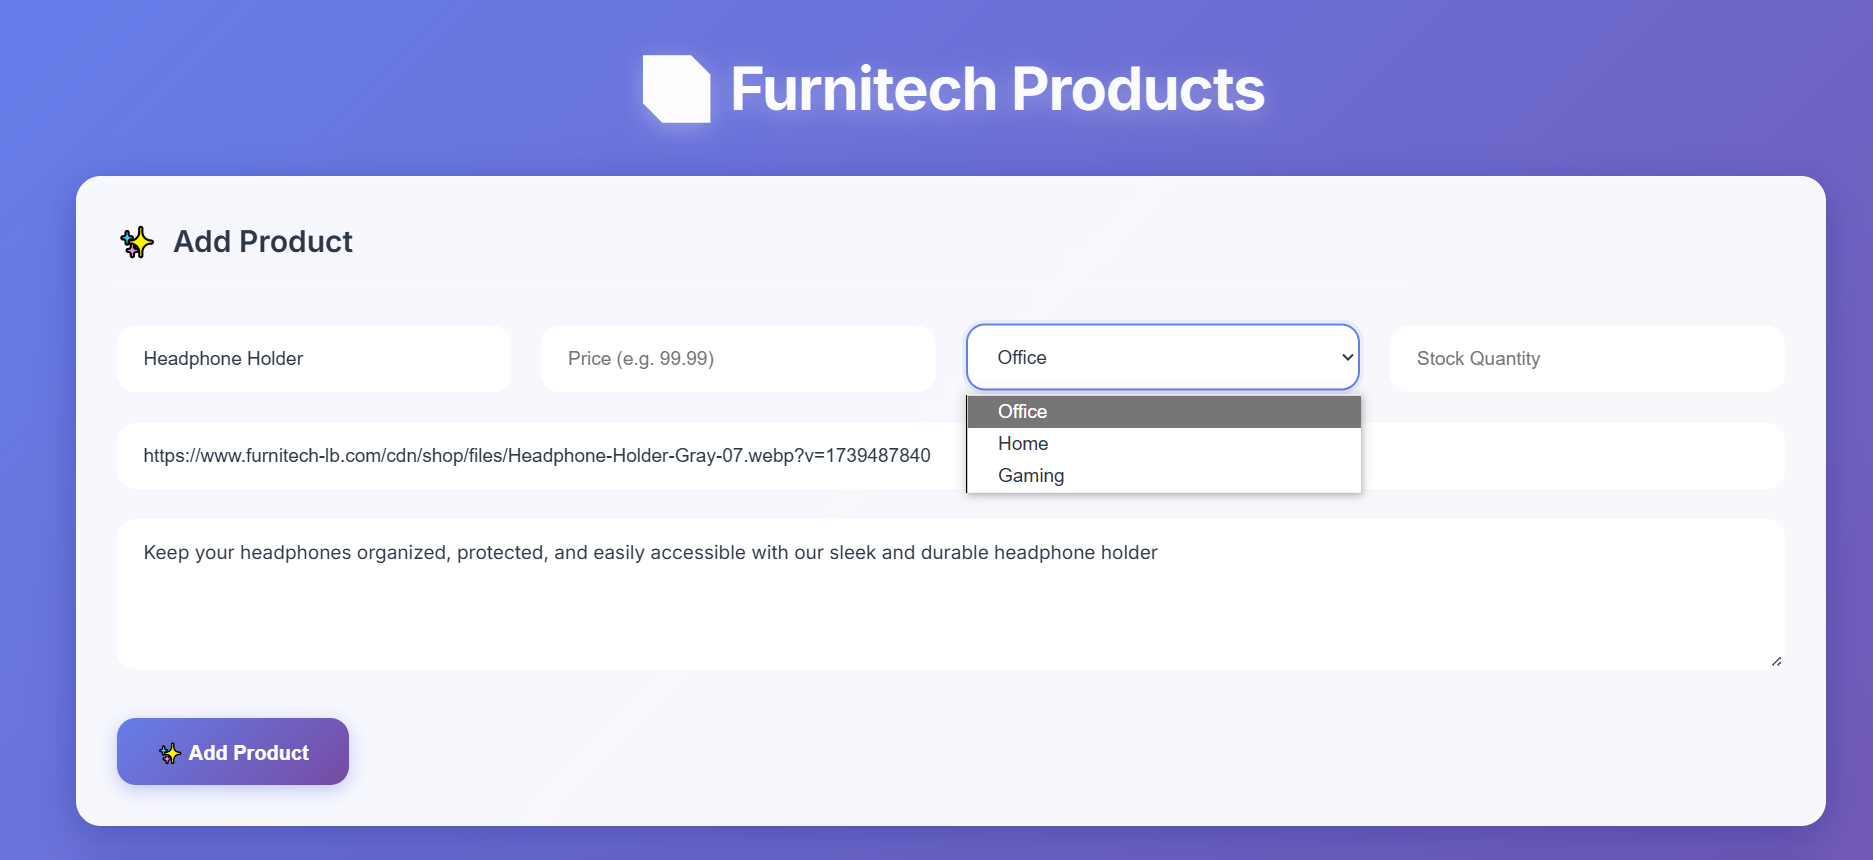 Furnitech Products
Add Product
Headphone Holder
Price (e.g. 99.99)
Office
Stock Quantity
Office
Home
Gaming
https://www.furnitech-lb.com/cdn/shop/files/Headphone-Holder-Gray-07.webp?v=1739487840
Keep your headphones organized, protected, and easily accessible with our sleek and durable headphone holder
Add Product